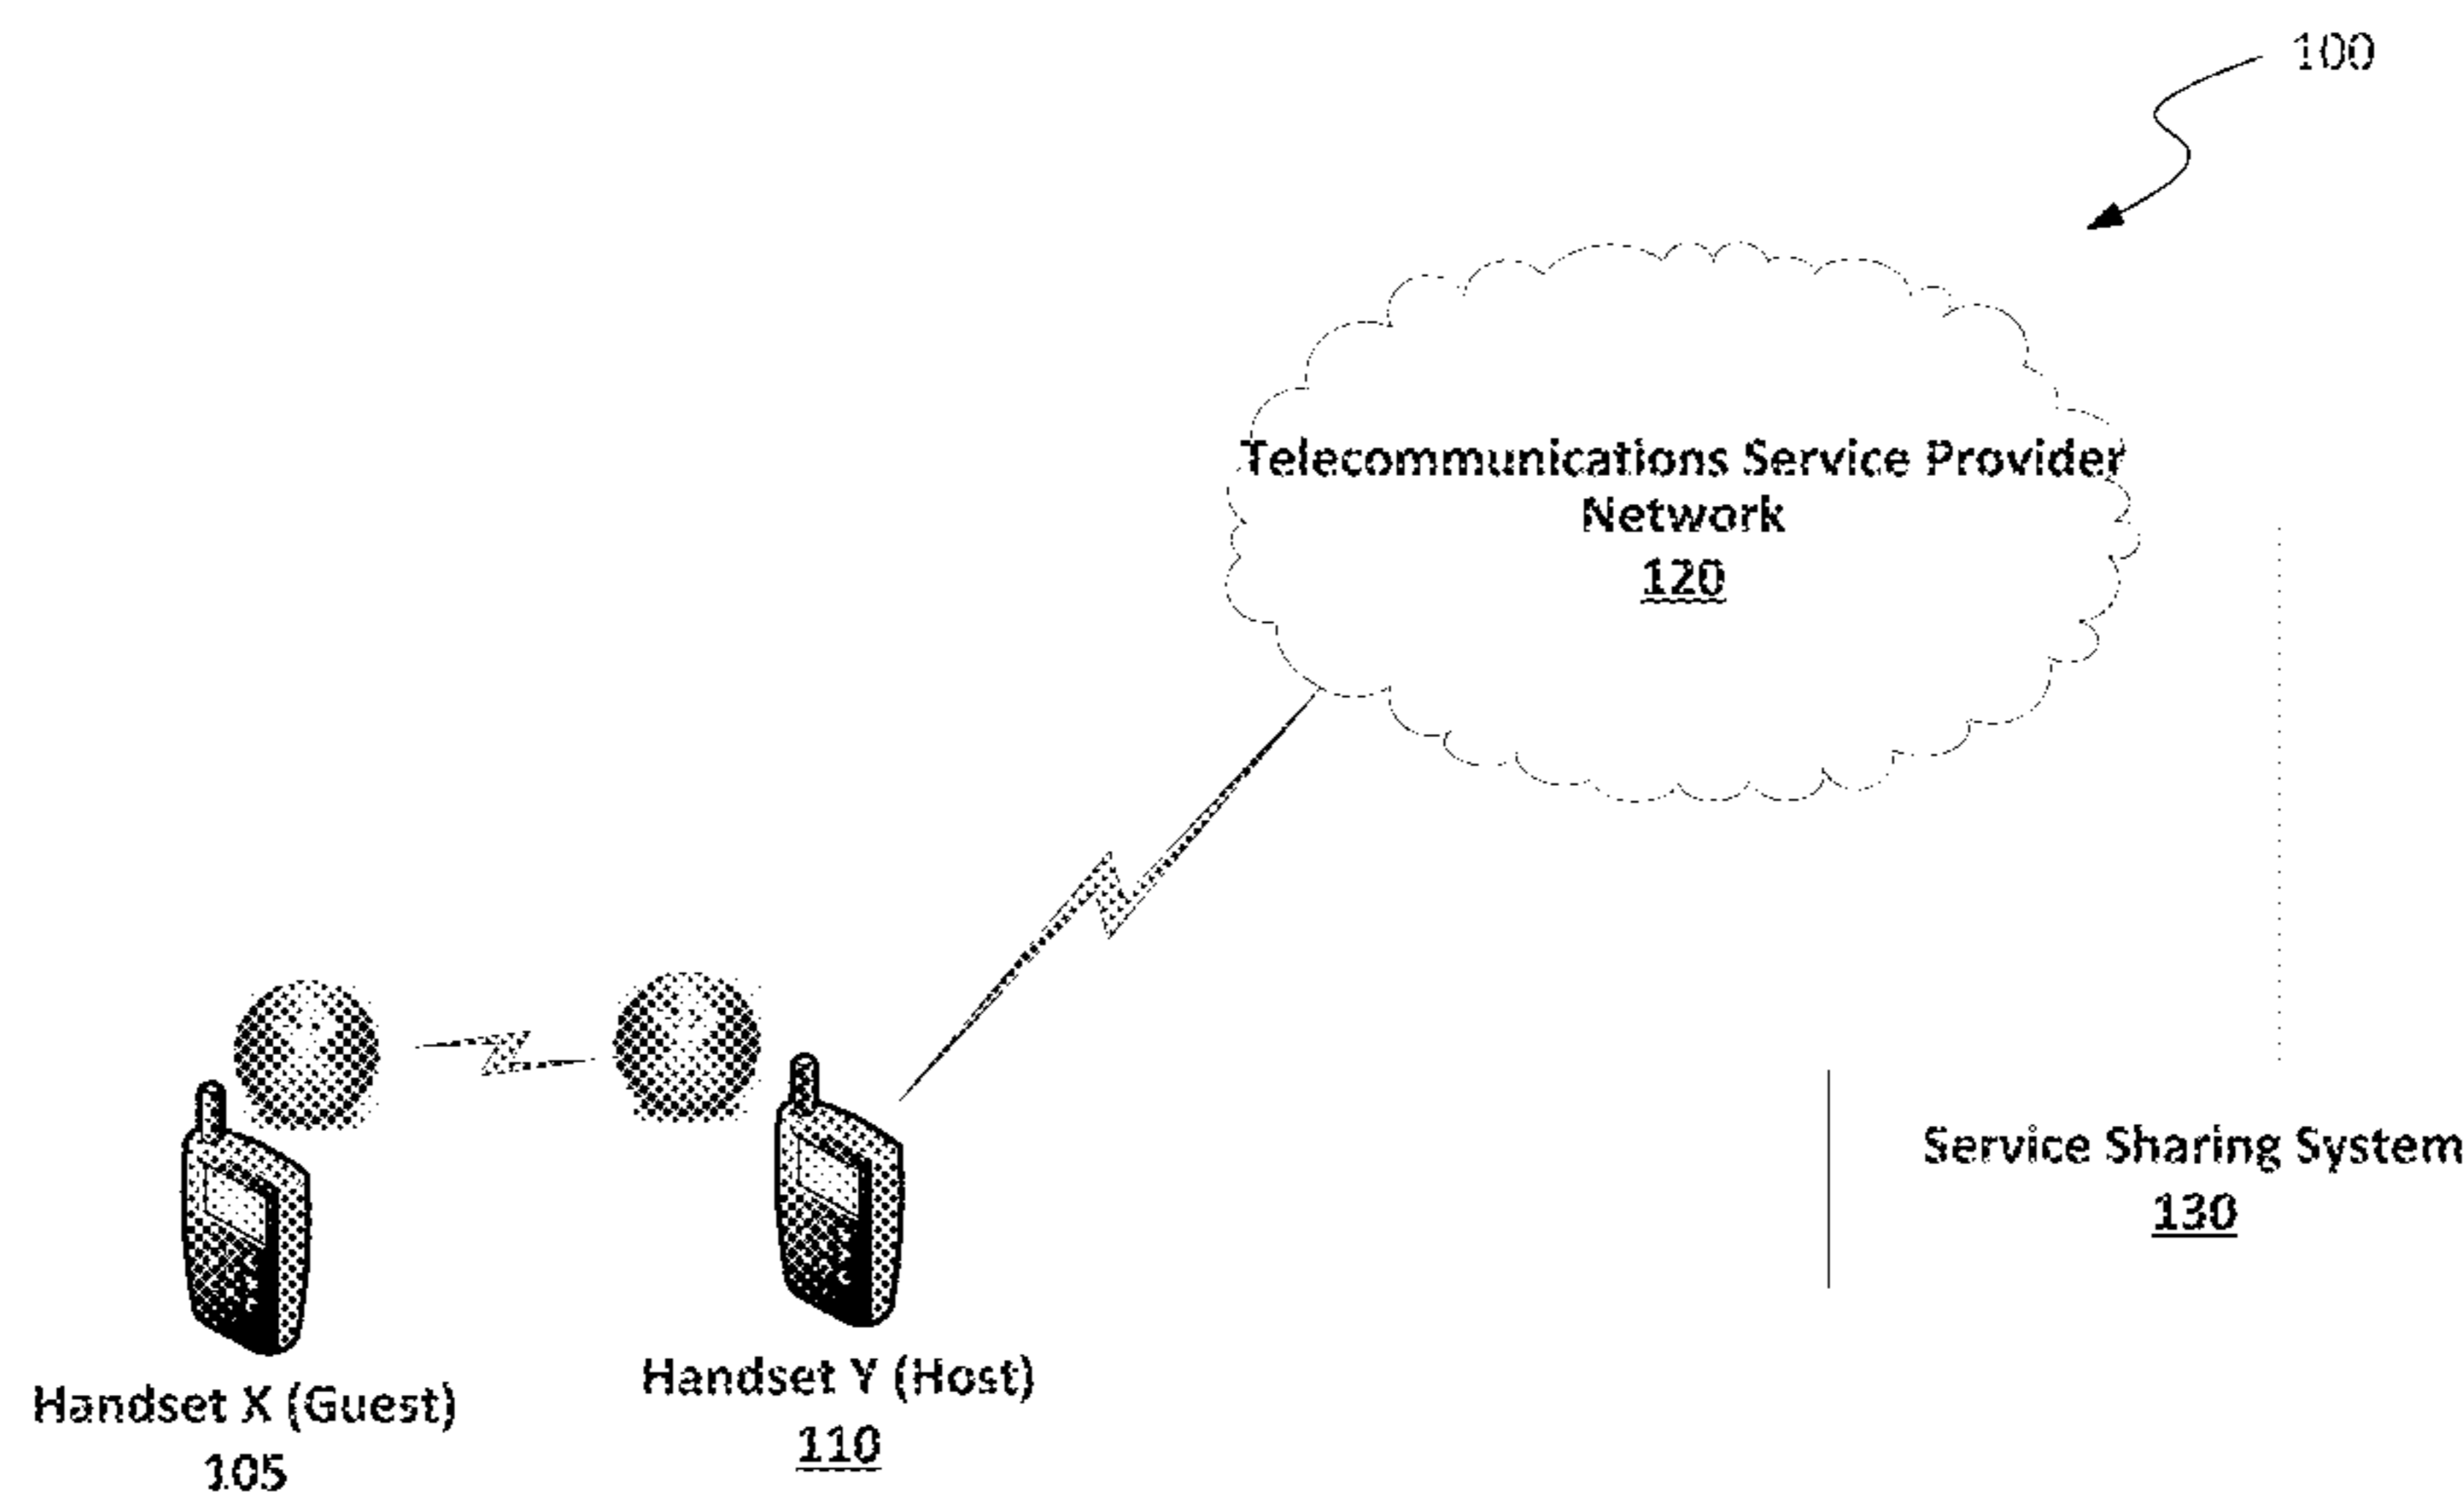 100
Telecommunications Service Provider
Network
120
Service Sharing System
130
Handset Y (Host)
110
Handset X (Guest)
105